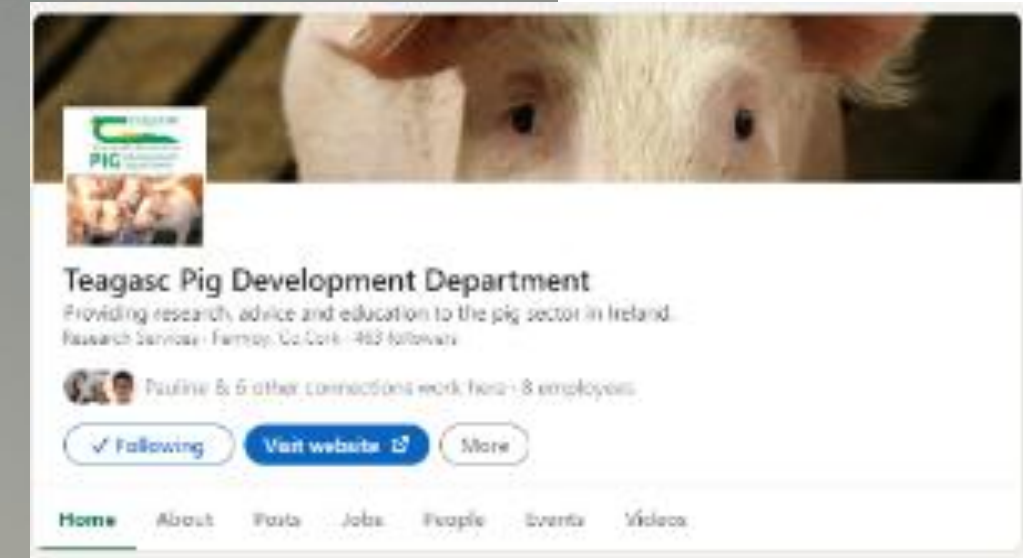 PIG
Teagasc Pig Development Department
Providing research, advice and education to the pig sector in Ireland.
Research Services · Fermoy, Co.Cork · 463 followers
Pauline & 6 other connections work here · 8 employees
✓ Following
Visit website
More
Home About Posts Jobs People Events Videos